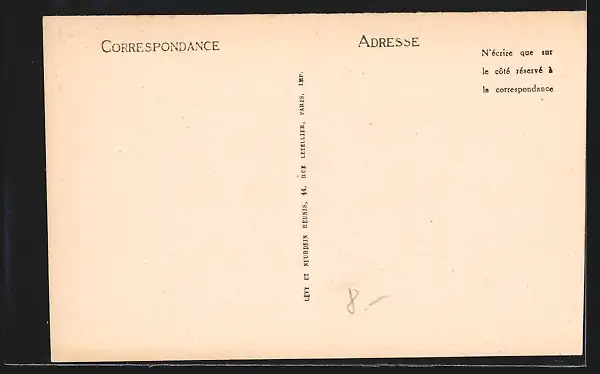 CORRESPONDANCE
ADRESSE
N'écrire que sur
le côté réservé à
la correspondance
LÉVY ET NEURDEIN RÉUNIS, 44, RUE LETELLIER, PARIS, IMP.
8.-